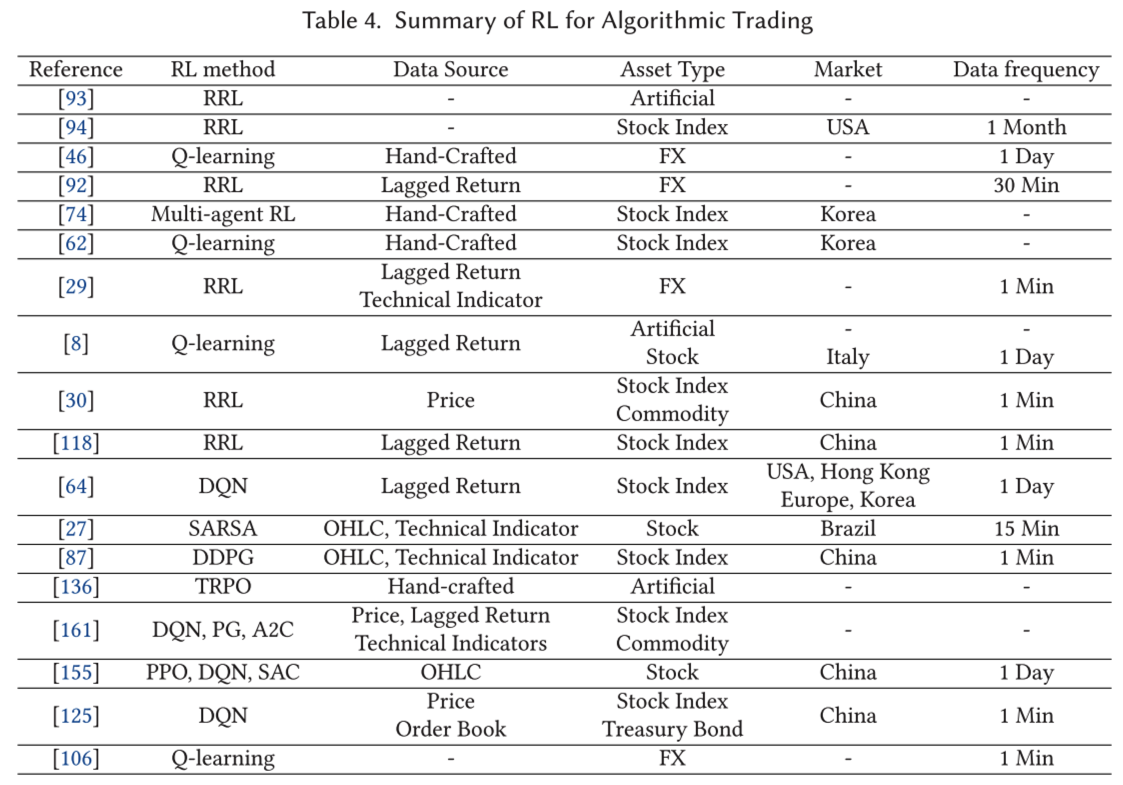 Table 4. Summary of RL for Algorithmic Trading
Reference RL method Data Source Asset Type Market Data frequency
[93] RRL - Artificial - -
[94] RRL - Stock Index USA 1 Month
[46] Q-learning Hand-Crafted FX - 1 Day
[92] RRL Lagged Return FX - 30 Min
[74] Multi-agent RL Hand-Crafted Stock Index Korea -
[62] Q-learning Hand-Crafted Stock Index Korea -
[29] RRL Lagged Return FX - 1 Min
Technical Indicator
[8] Q-learning Lagged Return Artificial - -
Stock Italy 1 Day
[30] RRL Price Stock Index China 1 Min
Commodity
[118] RRL Lagged Return Stock Index China 1 Min
[64] DQN Lagged Return Stock Index USA, Hong Kong 1 Day
Europe, Korea
[27] SARSA OHLC, Technical Indicator Stock Brazil 15 Min
[87] DDPG OHLC, Technical Indicator Stock Index China 1 Min
[136] TRPO Hand-crafted Artificial - -
[161] DQN, PG, A2C Price, Lagged Return Stock Index - -
Technical Indicators Commodity
[155] PPO, DQN, SAC OHLC Stock China 1 Day
[125] DQN Price Stock Index China 1 Min
Order Book Treasury Bond
[106] Q-learning - FX - 1 Min